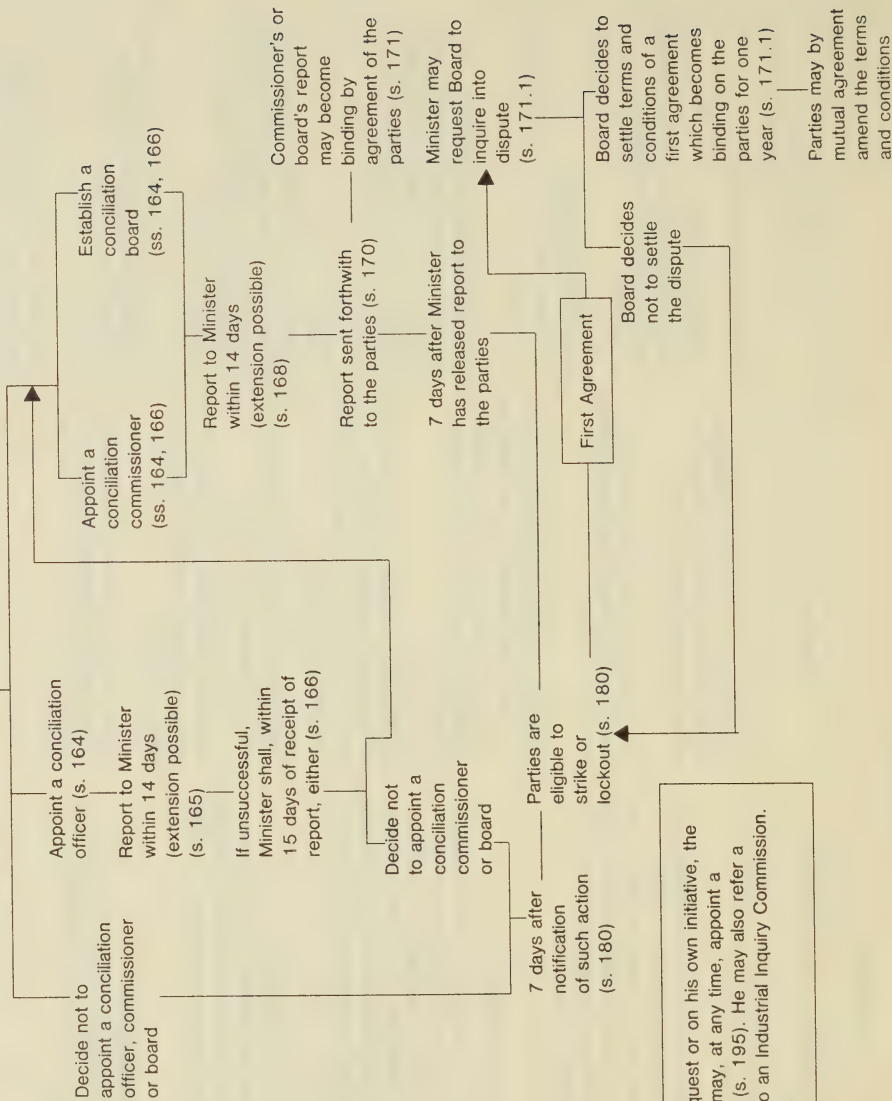 Decide not to
appoint a conciliation
officer, commissioner
or board
Appoint a conciliation
officer (s. 164)
Report to Minister
within 14 days
(extension possible)
(s. 165)
If unsuccessful,
Minister shall, within
15 days of receipt of
report, either (s. 166)
Decide not
to appoint a
conciliation
commissioner
or board
7 days after
notification
of such action
(s. 180)
Appoint a
conciliation
commissioner
(ss. 164, 166)
Establish a
conciliation
board
(ss. 164, 166)
Report to Minister
within 14 days
(extension possible)
(s. 168)
Report sent forthwith
to the parties (s. 170)
Commissioner's or
board's report
may become
binding by
agreement of the
parties (s. 171)
7 days after Minister
has released report to
the parties
Parties are
eligible to
strike or
lockout (s. 180)
First Agreement
Minister may
request Board to
inquire into
dispute
(s. 171.1)
Board decides
not to settle
the dispute
Board decides to
settle terms and
conditions of a
first agreement
which becomes
binding on the
parties for one
year (s. 171.1)
Parties may by
mutual agreement
amend the terms
and conditions
quest or on his own initiative, the
may, at any time, appoint a
(s. 195). He may also refer a
o an Industrial Inquiry Commission.